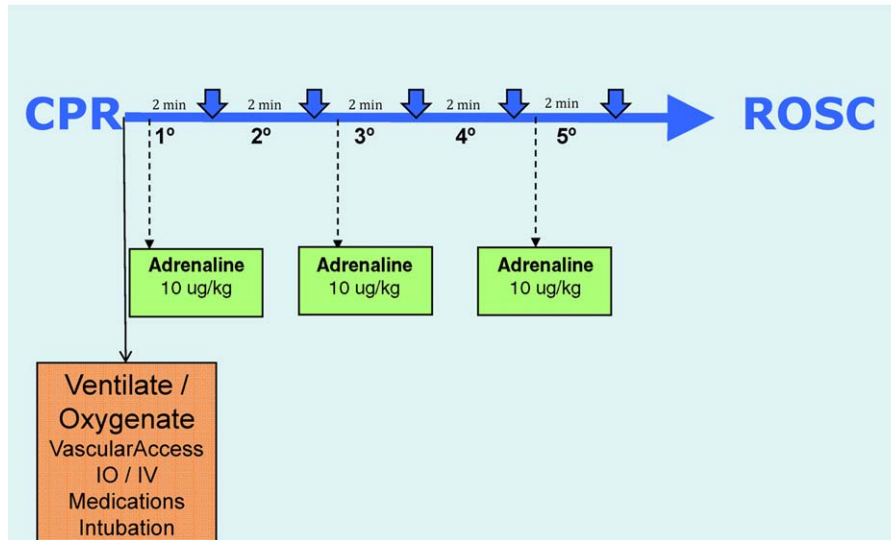 2 min 2 min 2 min 2 min 2 min
CPR ROSC
1º 2º 3º 4º 5º
Adrenaline
10 ug/kg
Adrenaline
10 ug/kg
Adrenaline
10 ug/kg
Ventilate /
Oxygenate
VascularAccess
IO / IV
Medications
Intubation